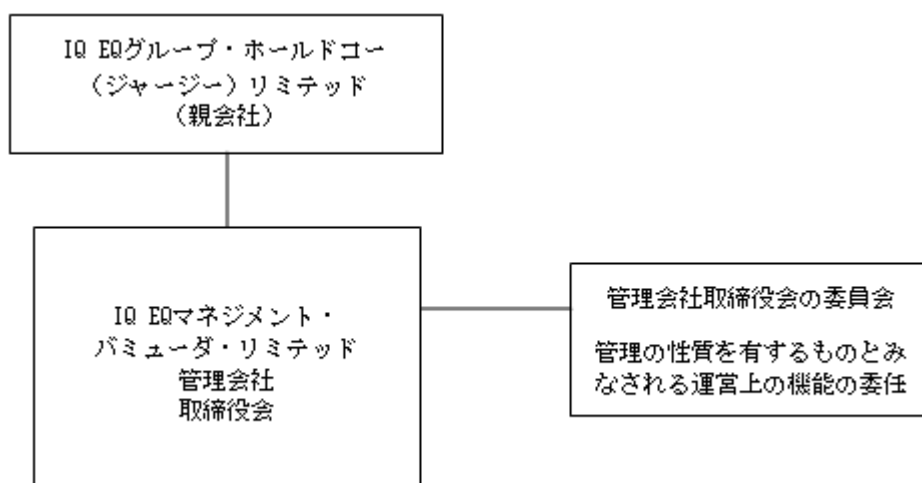 IQ EQグループ・ホールドコー
(ジャージー)リミテッド
(親会社)
IQ EQマネジメント・
バミューダ・リミテッド
管理会社
取締役会
管理会社取締役会の委員会
管理の性質を有するものとみ
なされる運営上の機能の委任